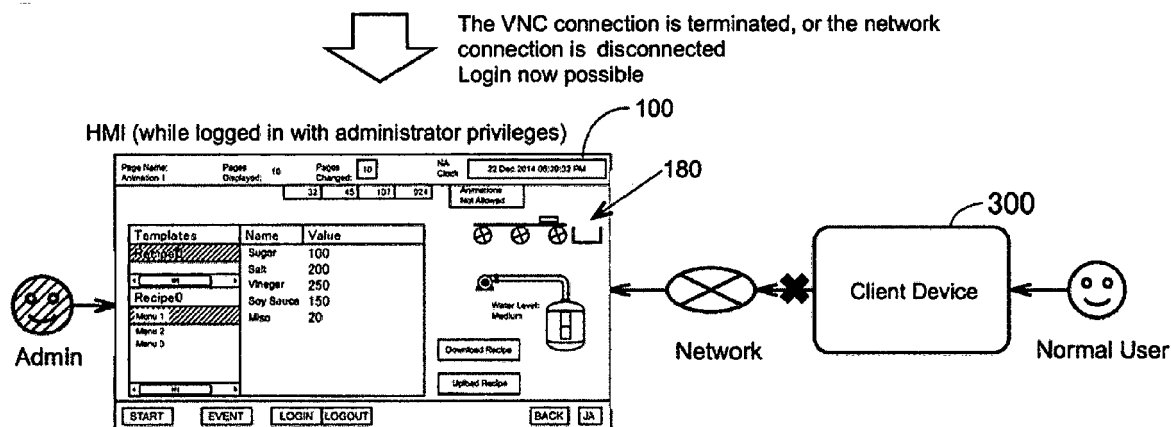 The VNC connection is terminated, or the network
connection is disconnected
Login now possible
HMI (while logged in with administrator privileges)
100
Page Name:
Animation 1
Pages
Displayed:
10
Pages
Changed:
10
NA
Clock
22 Dec 2014 06:39:32 PM
32 45 107 924
Animations
Not Allowed
180
300
Templates Name Value
Recipe0
Sugar 100
Salt 200
Vinegar 250
Recipe0
Soy Sauce 150
Menu 1
Miso 20
Menu 2
Menu 3
Water Level:
Medium
Download Recipe
Upload Recipe
START EVENT LOGIN LOGOUT BACK JA
Admin
Network
Client Device
Normal User